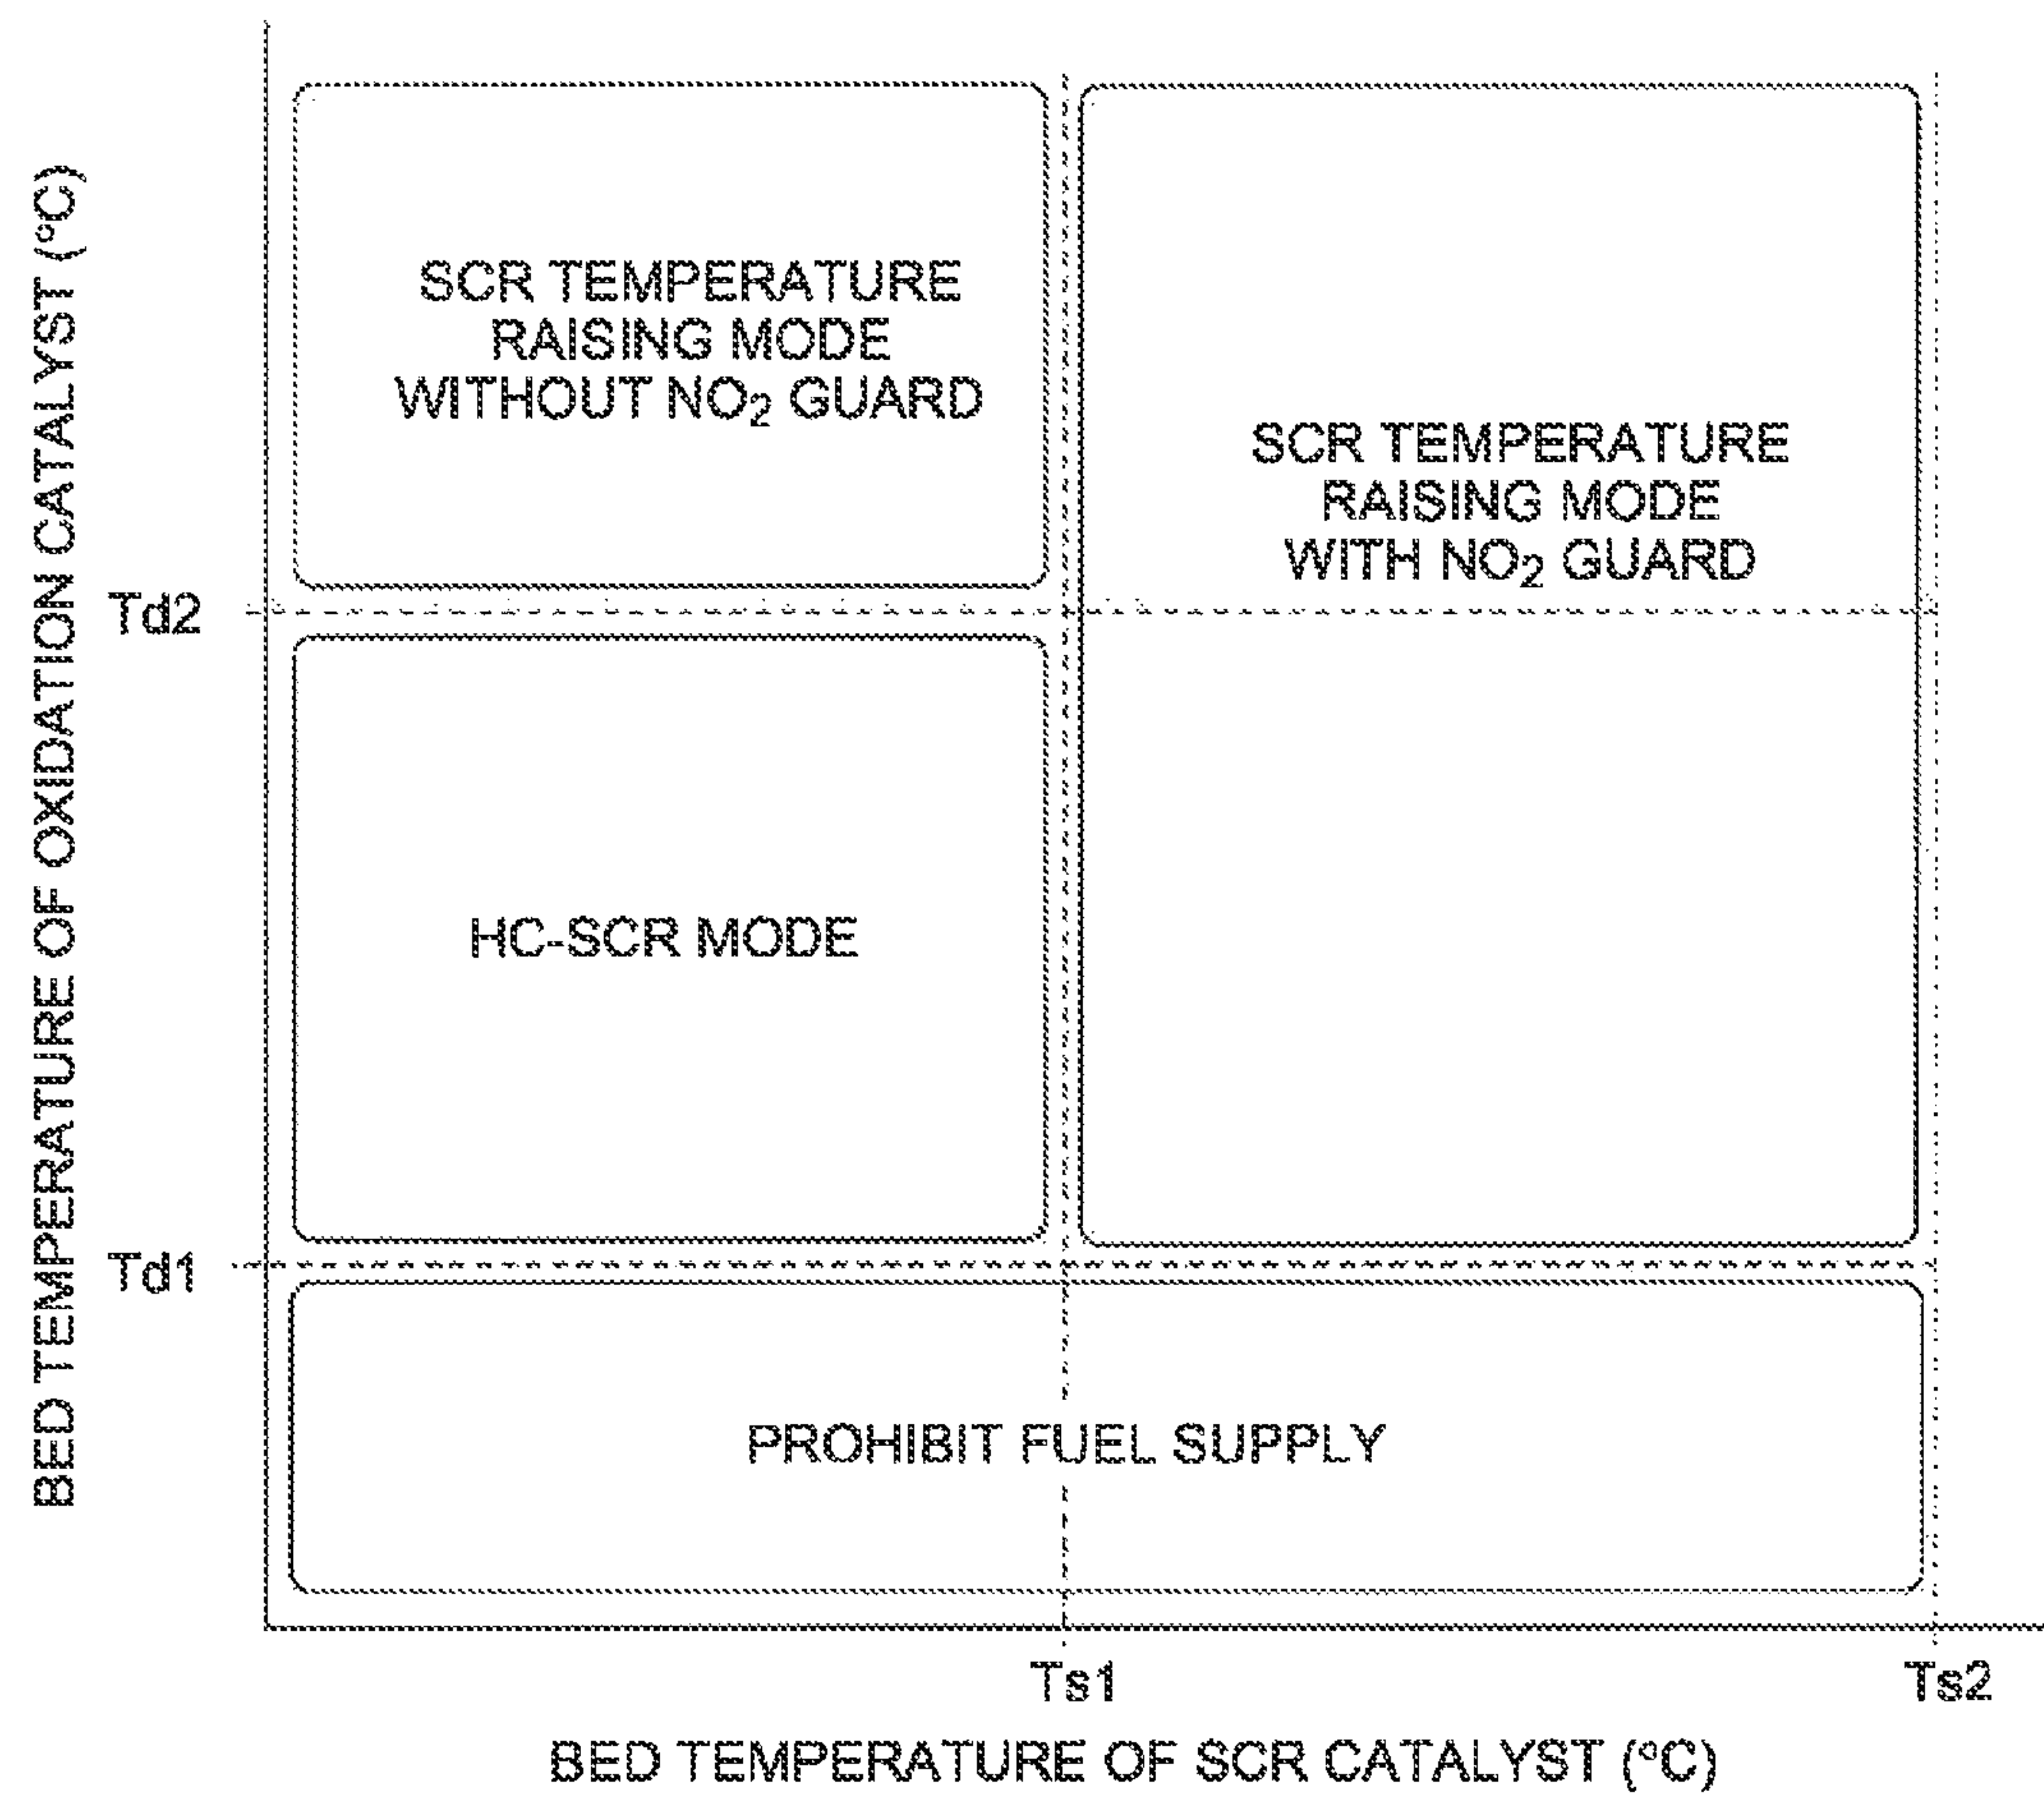 BED TEMPERATURE OF OXIDATION CATALYST (°C)
SCR TEMPERATURE
RAISING MODE
WITHOUT NO₂ GUARD
SCR TEMPERATURE
RAISING MODE
WITH NO₂ GUARD
Td2
HC-SCR MODE
Td1
PROHIBIT FUEL SUPPLY
Ts1
Ts2
BED TEMPERATURE OF SCR CATALYST (°C)